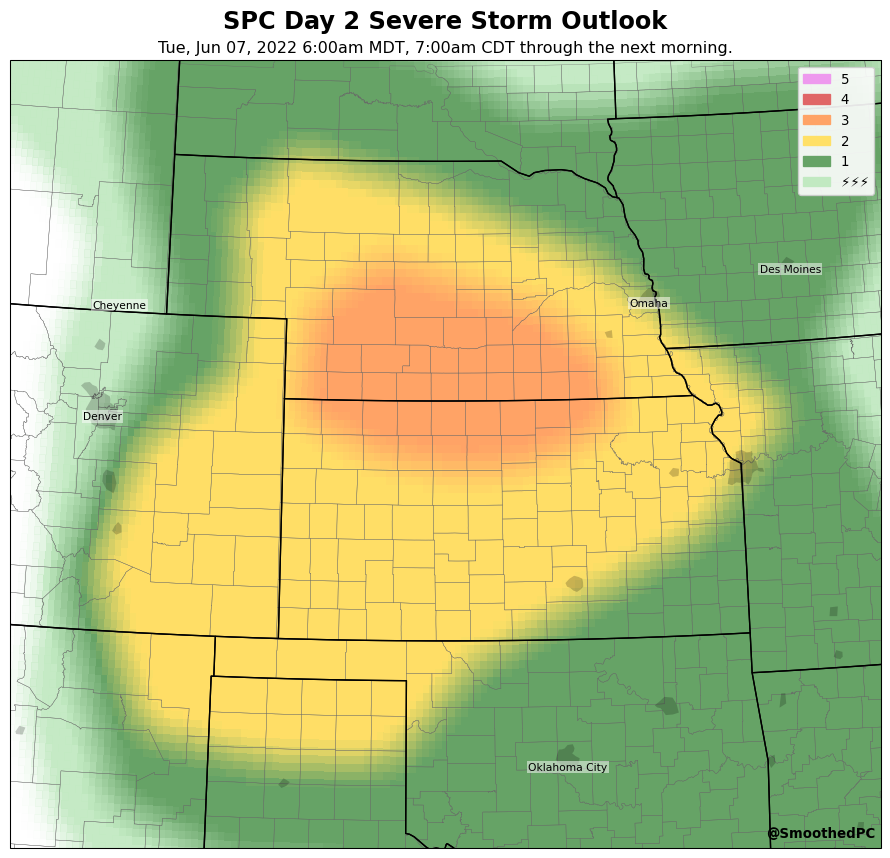 SPC Day 2 Severe Storm Outlook
Tue, Jun 07, 2022 6:00am MDT, 7:00am CDT through the next morning.
5
4
3
2
1
⚡⚡⚡
Des Moines
Omaha
Cheyenne
Denver
Oklahoma City
@SmoothedPC